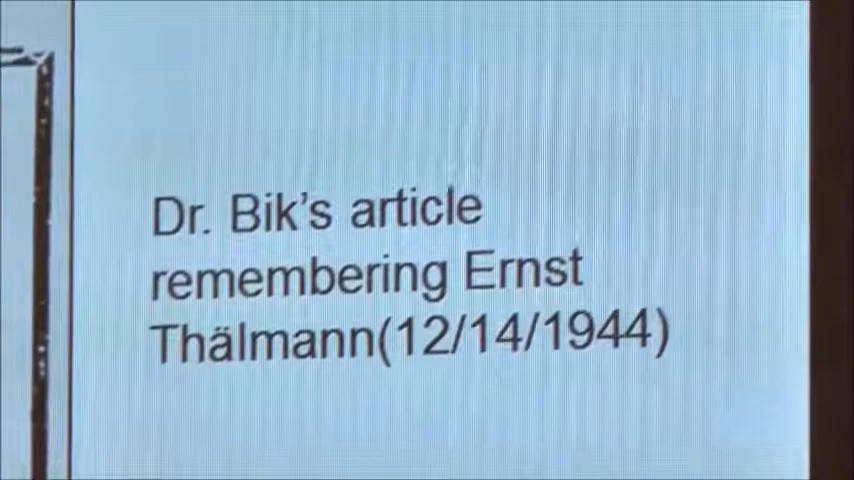 Dr. Bik’s article
remembering Ernst
Thälmann(12/14/1944)